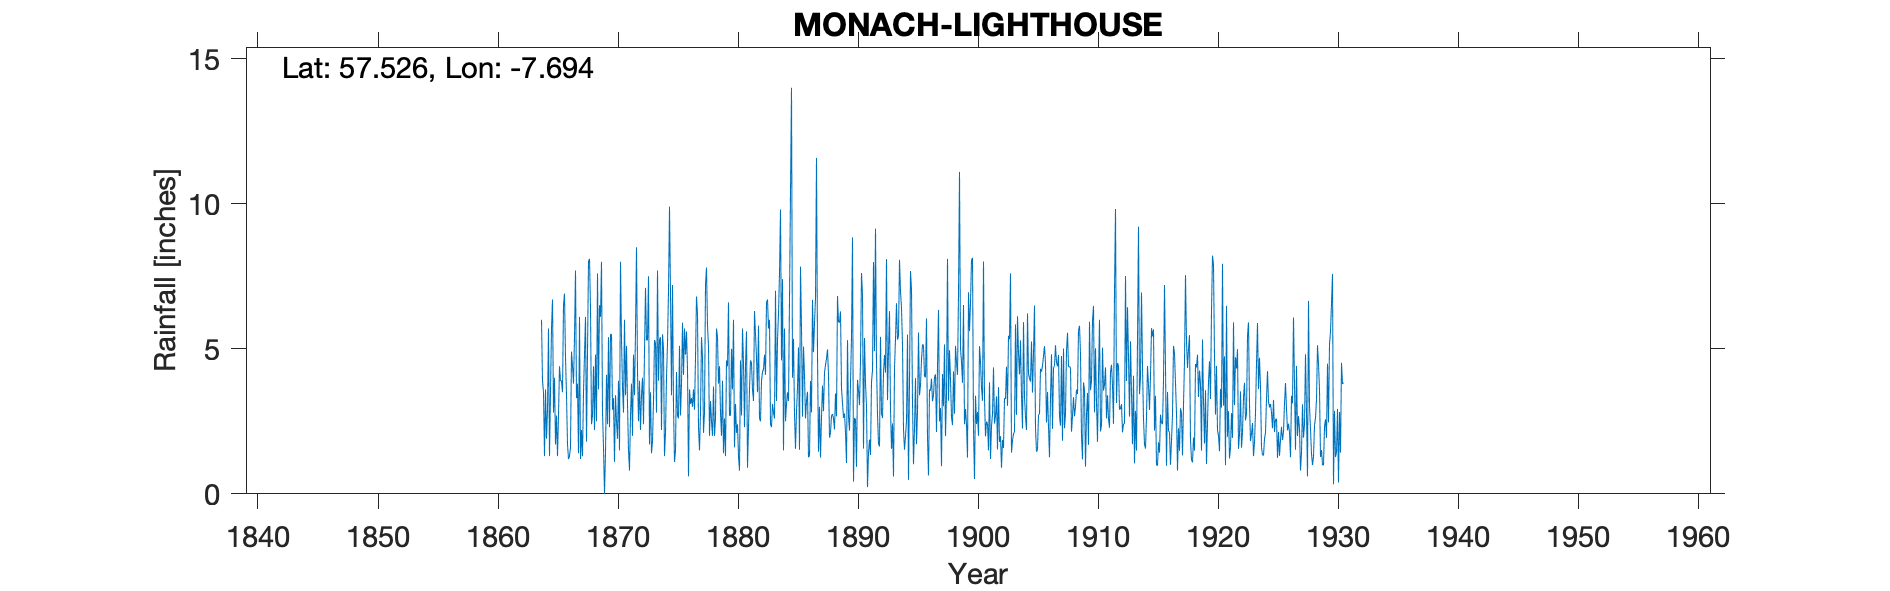 MONACH-LIGHTHOUSE
Lat: 57.526, Lon: -7.694
Rainfall [inches]
15
10
5
0
1840 1850 1860 1870 1880 1890 1900 1910 1920 1930 1940 1950 1960
Year